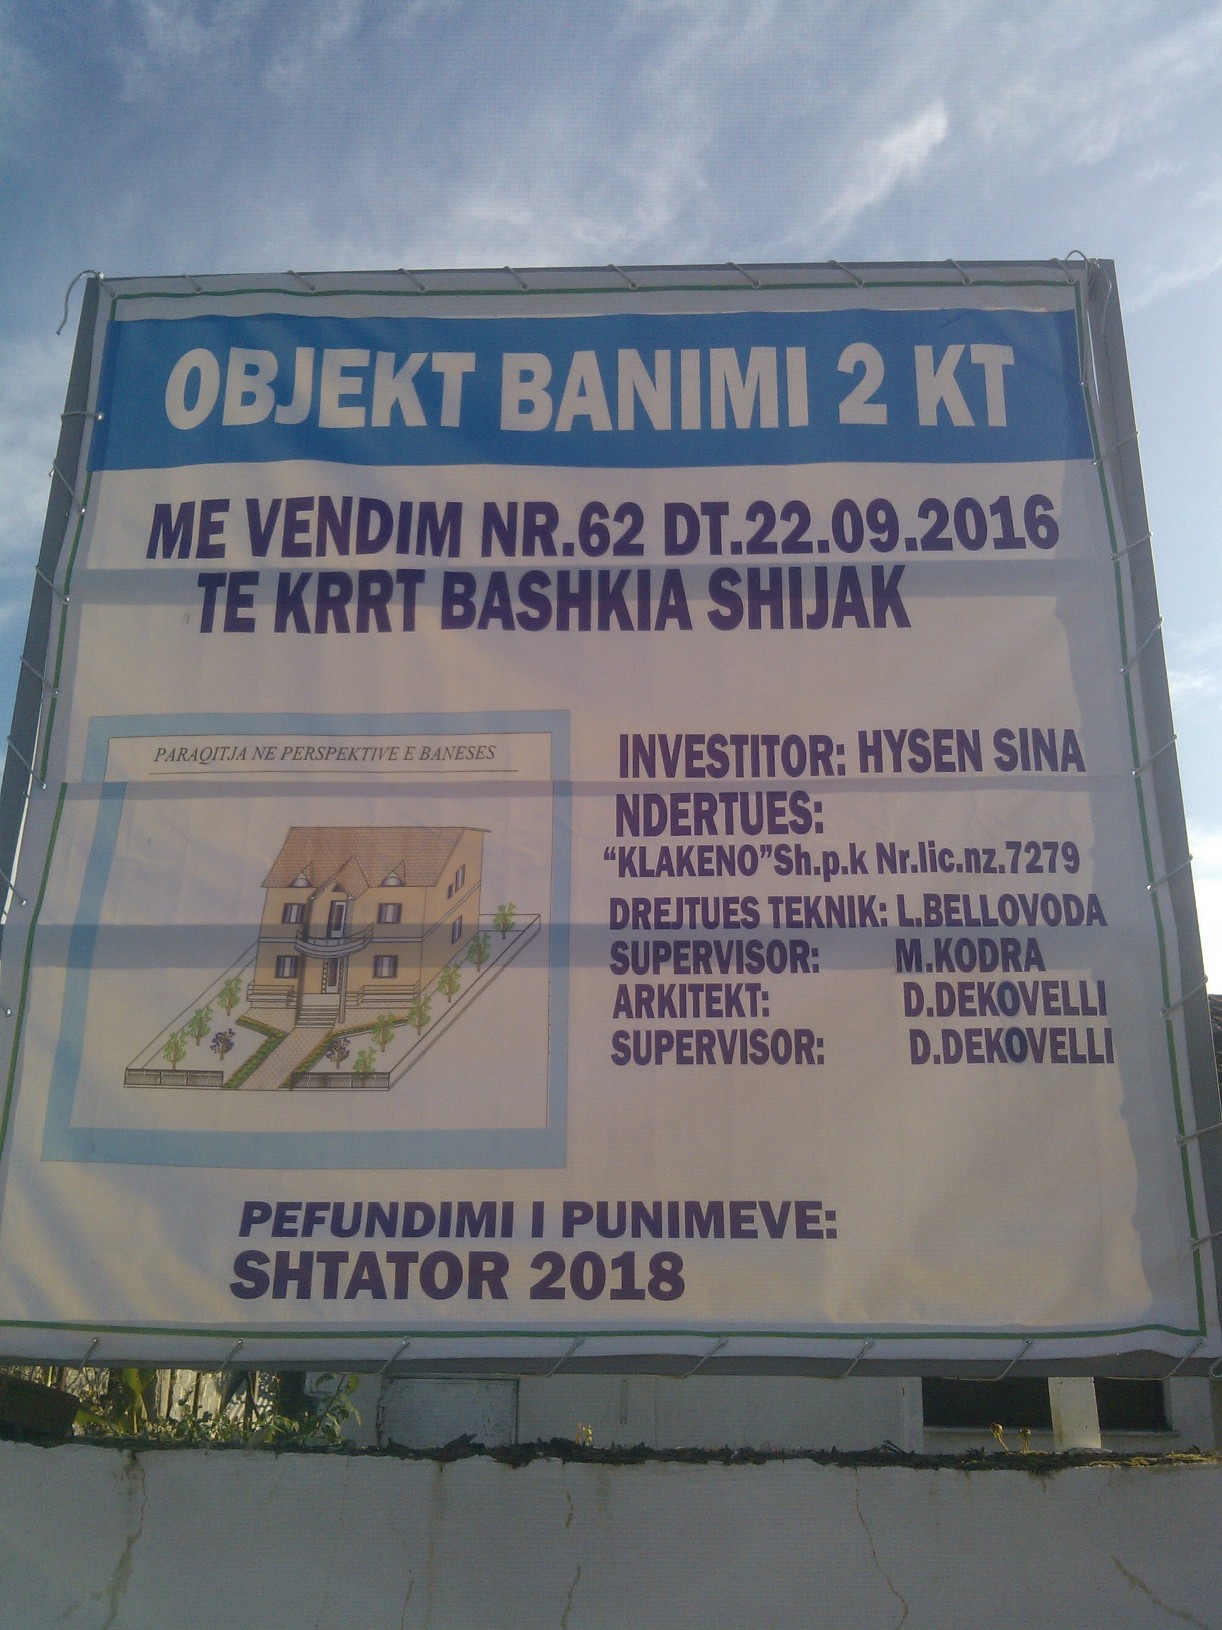 OBJEKT BANIMI 2 KT
ME VENDIM NR.62 DT.22.09.2016
TE KRRT BASHKIA SHIJAK
PARAQITJA NE PERSPEKTIVE E BANESES
INVESTITOR: HYSEN SINA
NDERTUES:
“KLAKENO”Sh.p.k Nr.lic.nz.7279
DREJTUES TEKNIK: L.BELLOVODA
SUPERVISOR: M.KODRA
ARKITEKT: D.DEKOVELLI
SUPERVISOR: D.DEKOVELLI
PEFUNDIMI I PUNIMEVE:
SHTATOR 2018